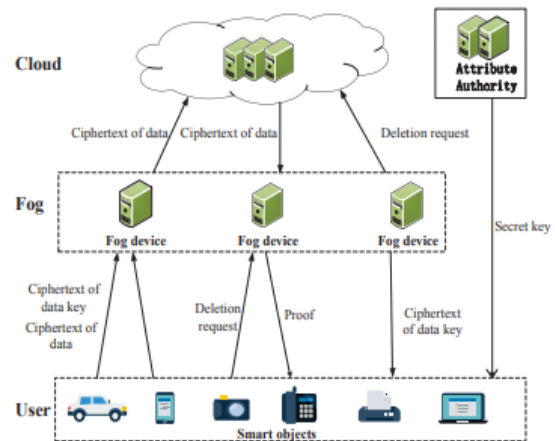 Cloud
Attribute
Authority
Ciphertext of data
Ciphertext of data
Deletion request
Fog
Fog device
Fog device
Fog device
Secret key
Ciphertext of
data key
Ciphertext of
data
Deletion
request
Proof
Ciphertext
of data key
User
Smart objects